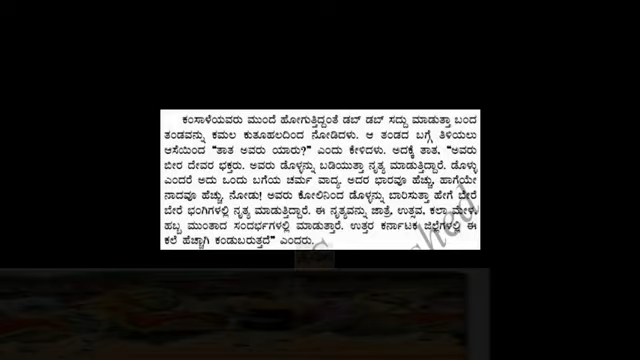 ಕಂಸಾಳೆಯವರು ಮುಂದೆ ಹೋಗುತ್ತಿದ್ದಂತೆ ಡಬ್ ಡಬ್ ಸದ್ದು ಮಾಡುತ್ತಾ ಬಂದ
ತಂಡವನ್ನು ಕಮಲ ಕುತೂಹಲದಿಂದ ನೋಡಿದಳು. ಆ ತಂಡದ ಬಗ್ಗೆ ತಿಳಿಯಲು
ಆಸೆಯಿಂದ “ತಾತ ಅವರು ಯಾರು?” ಎಂದು ಕೇಳಿದಳು. ಅದಕ್ಕೆ ತಾತ, “ಅವರು
ಬೀರ ದೇವರ ಭಕ್ತರು. ಅವರು ಡೊಳ್ಳನ್ನು ಬಡಿಯುತ್ತಾ ನೃತ್ಯ ಮಾಡುತ್ತಿದ್ದಾರೆ. ಡೊಳ್ಳು
ಎಂದರೆ ಅದು ಒಂದು ಬಗೆಯ ಚರ್ಮ ವಾದ್ಯ. ಅದರ ಭಾರವೂ ಹೆಚ್ಚು, ಹಾಗೆಯೇ
ನಾದವೂ ಹೆಚ್ಚು. ನೋಡು! ಅವರು ಕೋಲಿನಿಂದ ಡೊಳ್ಳನ್ನು ಬಾರಿಸುತ್ತಾ ಹೇಗೆ ಬೇರೆ
ಬೇರೆ ಭಂಗಿಗಳಲ್ಲಿ ನೃತ್ಯ ಮಾಡುತ್ತಿದ್ದಾರೆ. ಈ ನೃತ್ಯವನ್ನು ಜಾತ್ರೆ, ಉತ್ಸವ, ಕಲಾ ಮೇಳ,
ಹಬ್ಬ ಮುಂತಾದ ಸಂದರ್ಭಗಳಲ್ಲಿ ಮಾಡುತ್ತಾರೆ. ಉತ್ತರ ಕರ್ನಾಟಕ ಜಿಲ್ಲೆಗಳಲ್ಲಿ ಈ
ಕಲೆ ಹೆಚ್ಚಾಗಿ ಕಂಡುಬರುತ್ತದೆ” ಎಂದರು.